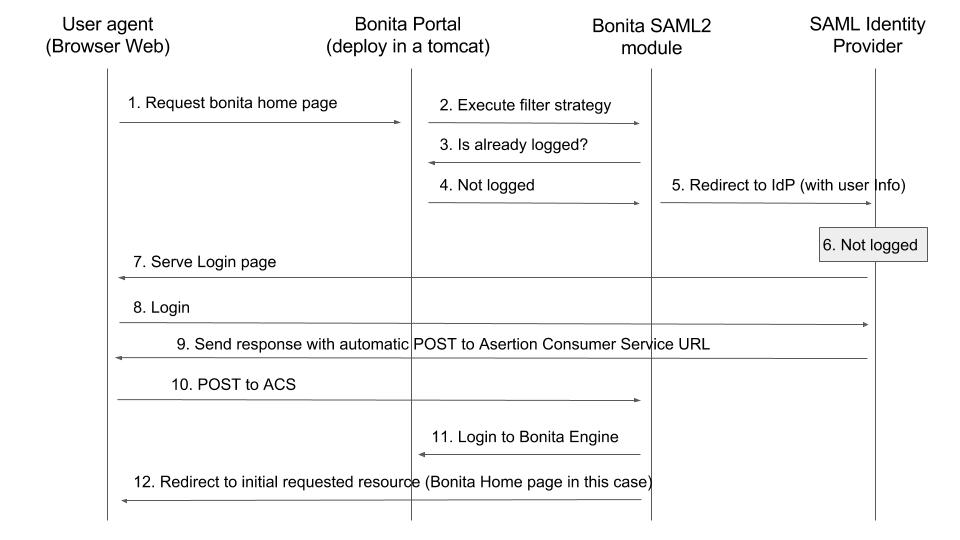 User agent
(Browser Web)
Bonita Portal
(deploy in a tomcat)
Bonita SAML2
module
SAML Identity
Provider
1. Request bonita home page
2. Execute filter strategy
3. Is already logged?
4. Not logged
5. Redirect to IdP (with user Info)
6. Not logged
7. Serve Login page
8. Login
9. Send response with automatic POST to Asertion Consumer Service URL
10. POST to ACS
11. Login to Bonita Engine
12. Redirect to initial requested resource (Bonita Home page in this case)